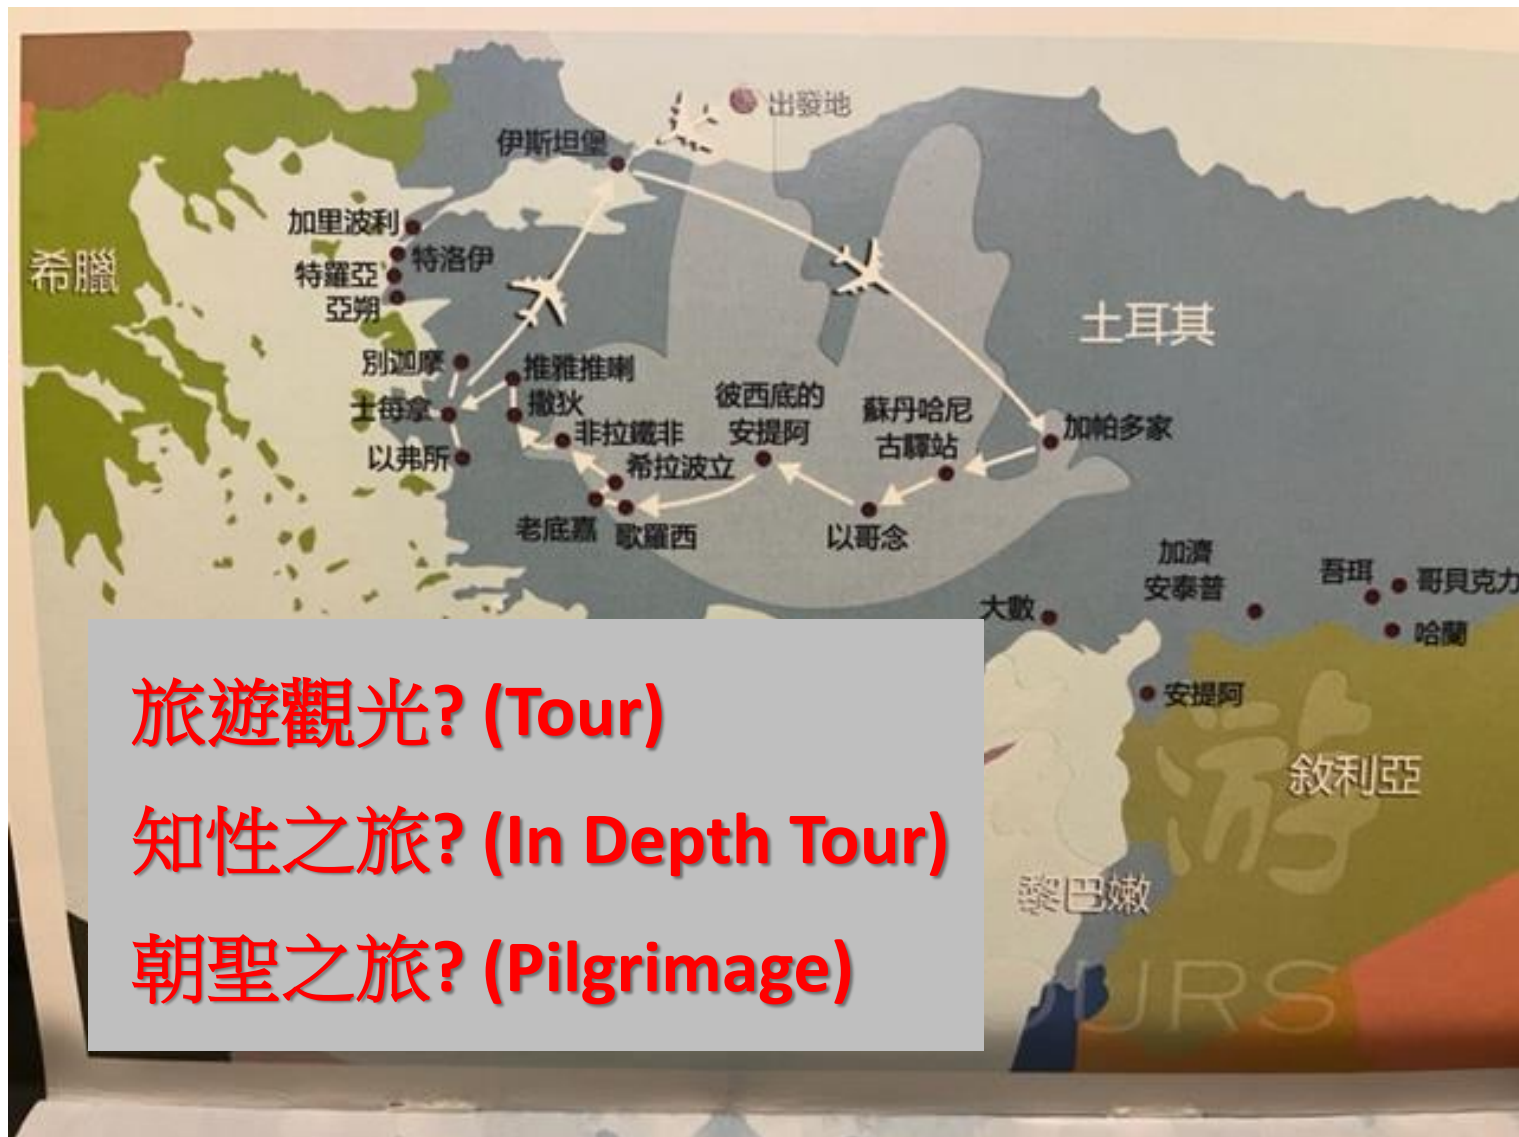 出發地
伊斯坦堡
加里波利
希臘
特洛伊
特羅亞
亞朔
土耳其
別迦摩
推雅推喇
士每拿
撒狄
彼西底的
安提阿
蘇丹哈尼
古驛站
加帕多家
非拉鐵非
以弗所
希拉波立
老底嘉
歌羅西
以哥念
加濟
安泰普
吾珥
哥貝克力
大數
哈蘭
安提阿
旅遊觀光? (Tour)
游
敘利亞
知性之旅? (In Depth Tour)
黎巴嫩
朝聖之旅? (Pilgrimage)
OURS